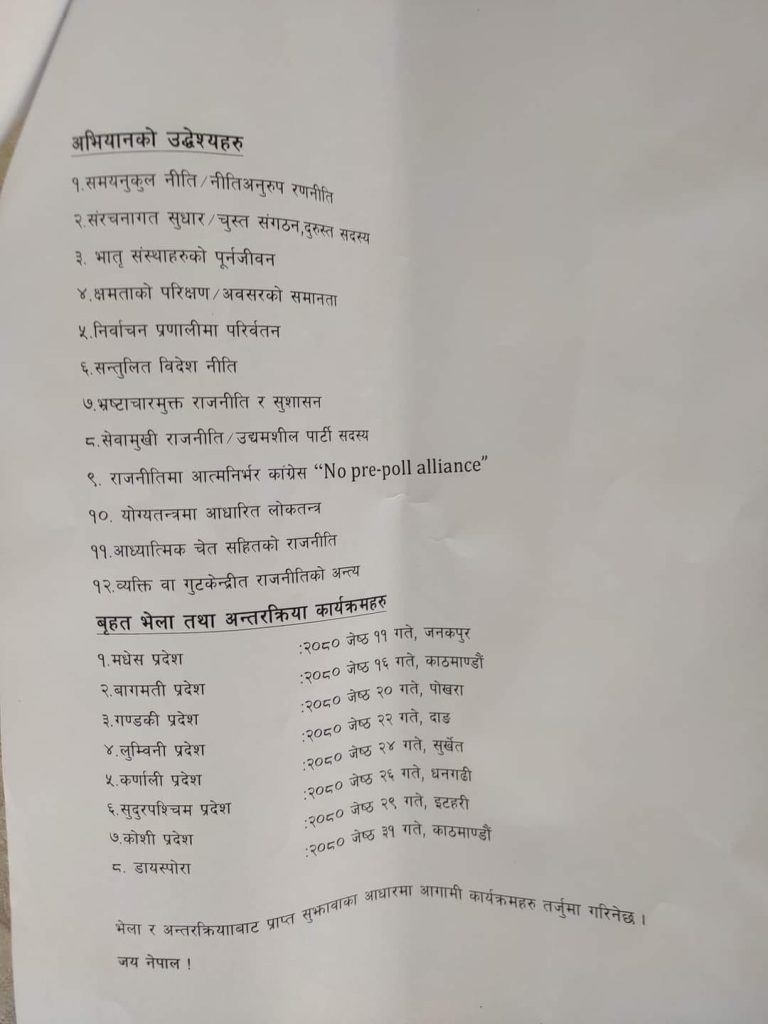 अभियानको उद्धेश्यहरु
१.समयनुकुल नीति/नीतिअनुरुप रणनीति
२.संरचनागत सुधार/चुस्त संगठन,दुरुस्त सदस्य
३. भातृ संस्थाहरुको पूर्नजीवन
४.क्षमताको परिक्षण/अवसरको समानता
५.निर्वाचन प्रणालीमा परिर्वतन
६.सन्तुलित विदेश नीति
७.भ्रष्टाचारमुक्त राजनीति र सुशासन
८.सेवामुखी राजनीति/उद्यमशील पार्टी सदस्य
९. राजनीतिमा आत्मनिर्भर कांग्रेस “No pre-poll alliance”
१०. योग्यतन्त्रमा आधारित लोकतन्त्र
११.आध्यात्मिक चेत सहितको राजनीति
१२.व्यक्ति वा गुटकेन्द्रीत राजनीतिको अन्त्य
बृहत भेला तथा अन्तरक्रिया कार्यक्रमहरु
१.मधेस प्रदेश :२०८० जेष्ठ ११ गते, जनकपुर
२.बागमती प्रदेश :२०८० जेष्ठ १६ गते, काठमाण्डौं
३.गण्डकी प्रदेश :२०८० जेष्ठ २० गते, पोखरा
४.लुम्विनी प्रदेश :२०८० जेष्ठ २२ गते, दाङ
५.कर्णाली प्रदेश :२०८० जेष्ठ २४ गते, सुर्खेत
६.सुदुरपश्चिम प्रदेश :२०८० जेष्ठ २६ गते, धनगढी
७.कोशी प्रदेश :२०८० जेष्ठ २९ गते, इटहरी
८. डायस्पोरा :२०८० जेष्ठ ३१ गते, काठमाण्डौं
भेला र अन्तरक्रियााबाट प्राप्त सुझावाका आधारमा आगामी कार्यक्रमहरु तर्जुमा गरिनेछ ।
जय नेपाल !